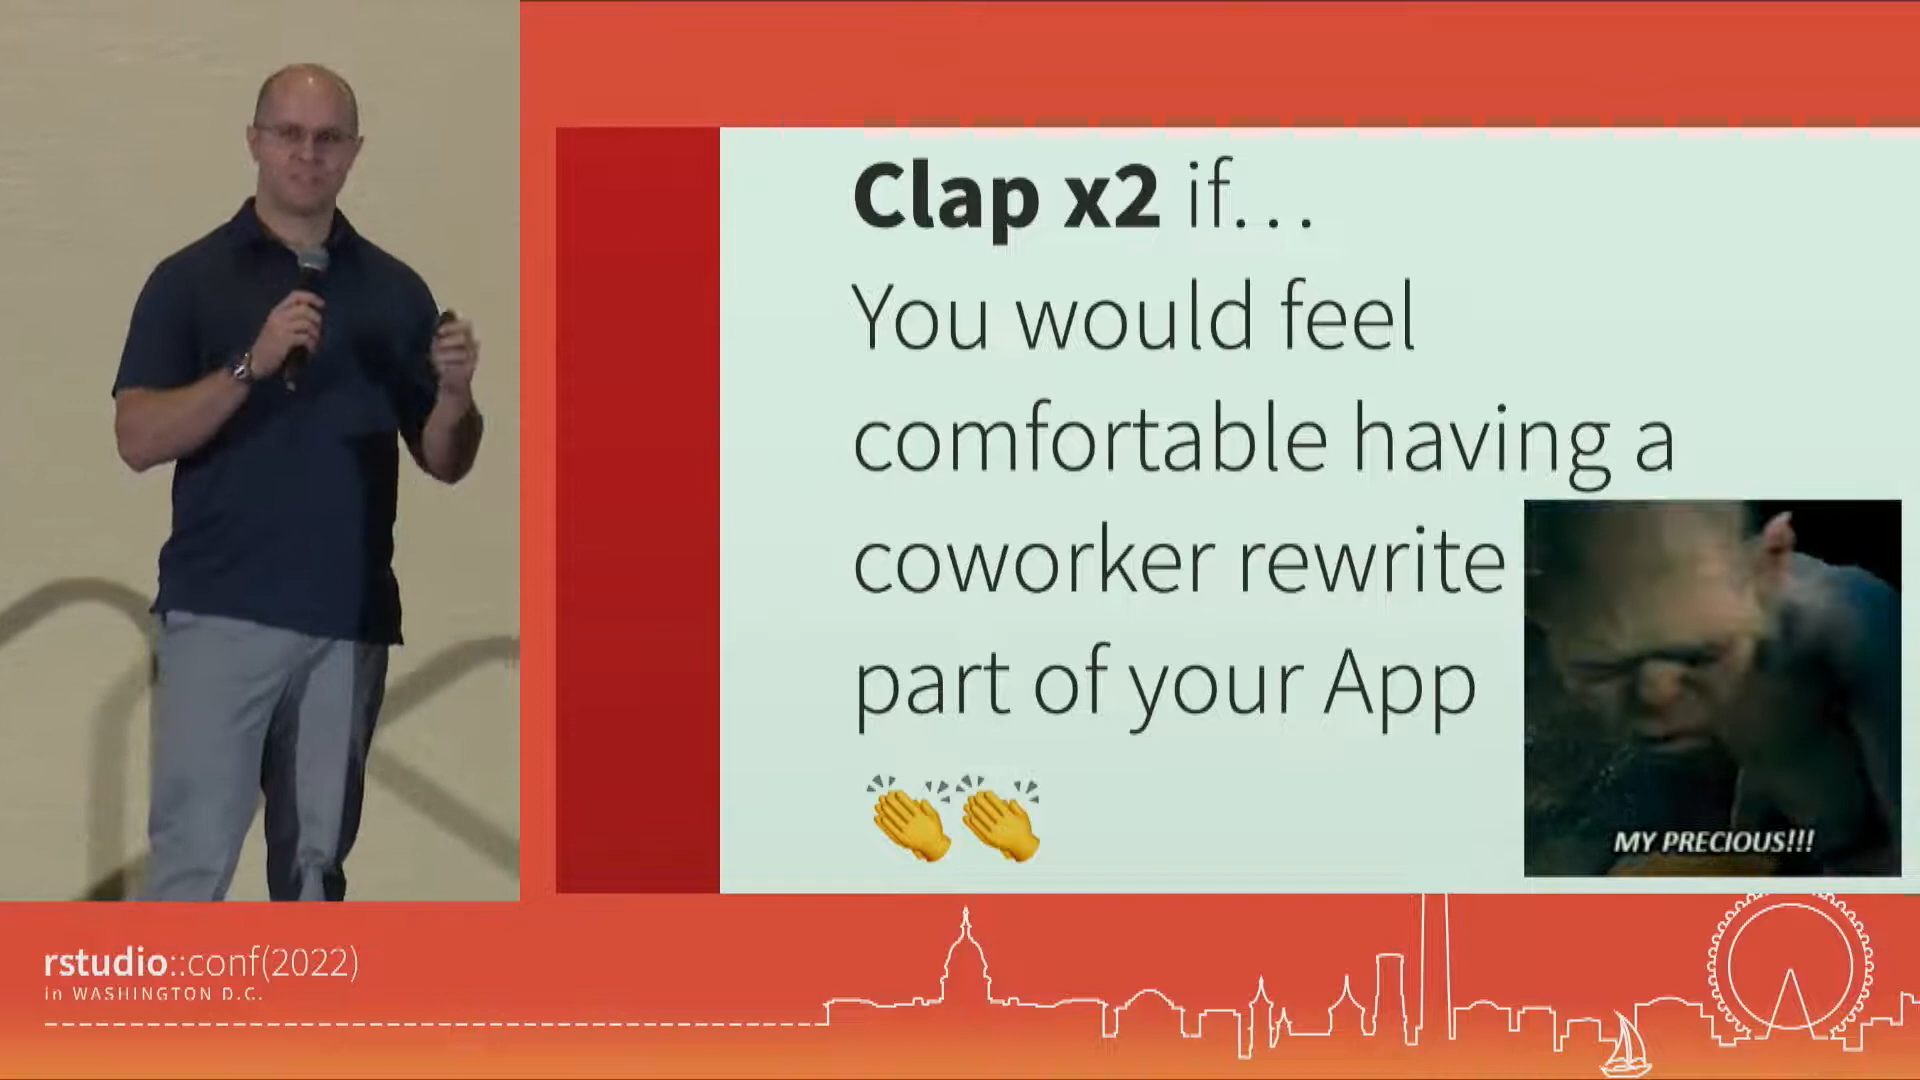 Clap x2 if...
You would feel
comfortable having a
coworker rewrite
part of your App
👏👏
MY PRECIOUS!!!
rstudio::conf(2022)
in WASHINGTON D.C.